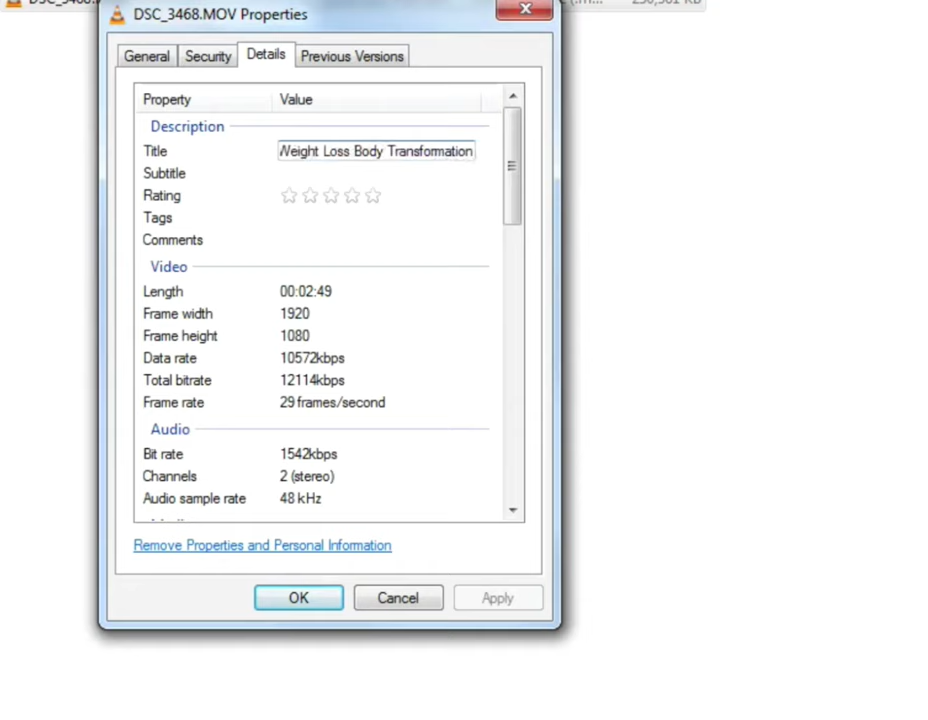 DSC_3468.MOV Properties
General Security Details Previous Versions
Property Value
Description
Title Weight Loss Body Transformation
Subtitle
Rating
Tags
Comments
Video
Length 00:02:49
Frame width 1920
Frame height 1080
Data rate 10572kbps
Total bitrate 12114kbps
Frame rate 29 frames/second
Audio
Bit rate 1542kbps
Channels 2 (stereo)
Audio sample rate 48 kHz
Remove Properties and Personal Information
OK Cancel Apply